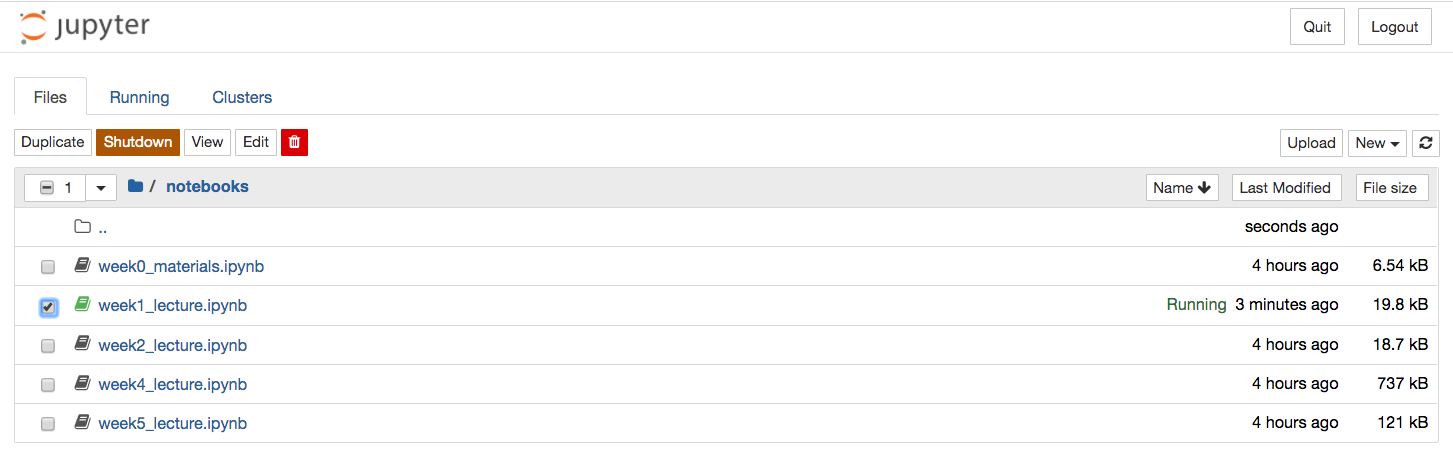 jupyter Quit Logout
Files Running Clusters
Duplicate Shutdown View Edit Upload New
1 / notebooks Name Last Modified File size
.. seconds ago
week0_materials.ipynb 4 hours ago 6.54 kB
week1_lecture.ipynb Running 3 minutes ago 19.8 kB
week2_lecture.ipynb 4 hours ago 18.7 kB
week4_lecture.ipynb 4 hours ago 737 kB
week5_lecture.ipynb 4 hours ago 121 kB